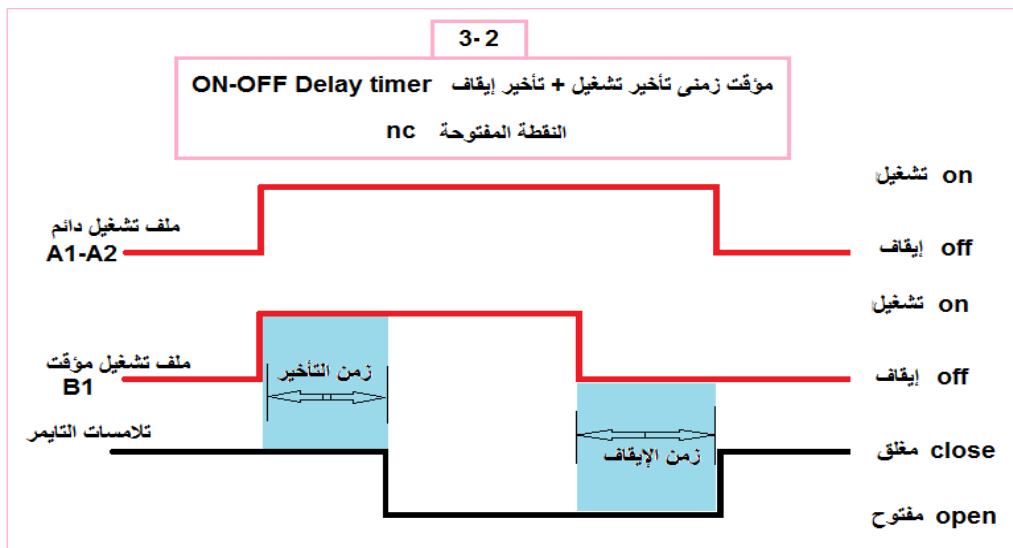 3-2
مؤقت زمنى تأخير تشغيل + تأخير إيقاف ON-OFF Delay timer
النقطة المفتوحة nc
on تشغيل
ملف تشغيل دائم
A1-A2
off إيقاف
on تشغيل
ملف تشغيل مؤقت
B1
زمن التأخير
off إيقاف
تلامسات التايمر
زمن الإيقاف
close مغلق
open مفتوح